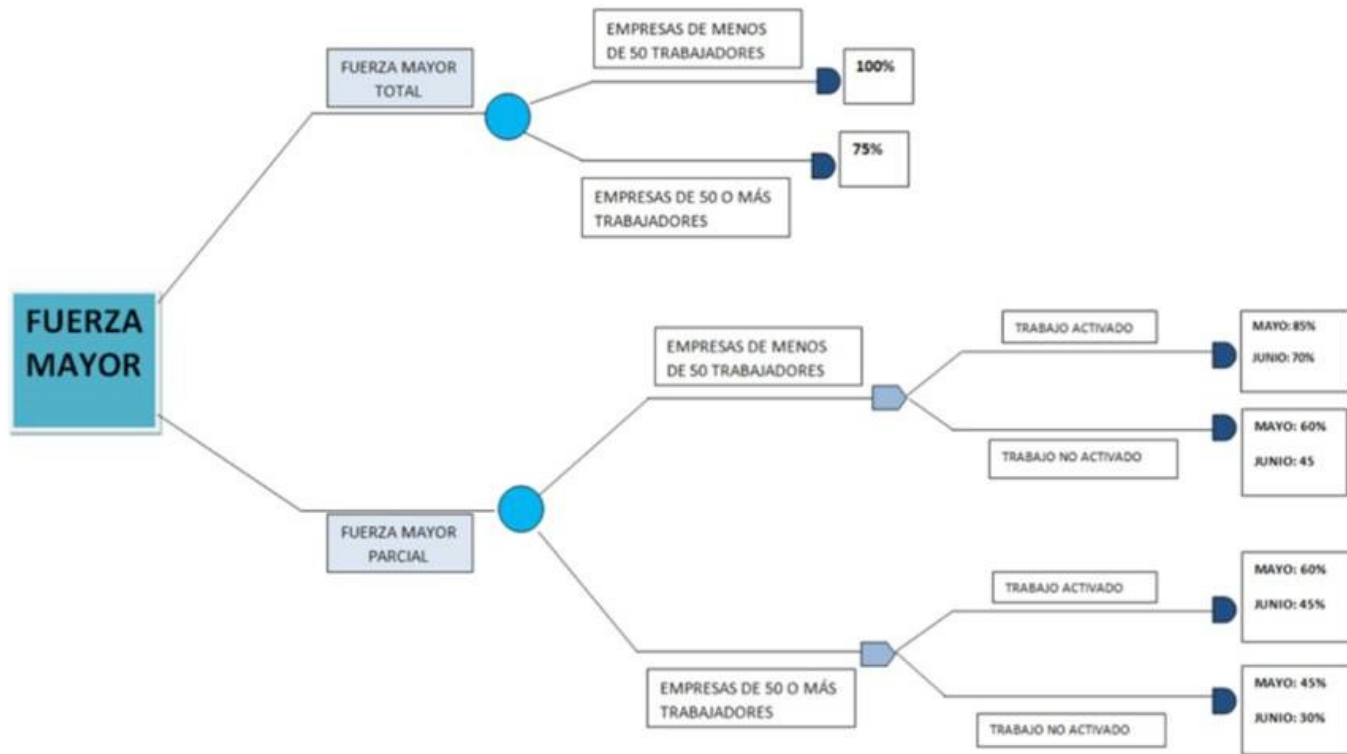 EMPRESAS DE MENOS
DE 50 TRABAJADORES
100%
FUERZA MAYOR
TOTAL
75%
EMPRESAS DE 50 O MÁS
TRABAJADORES
FUERZA
MAYOR
TRABAJO ACTIVADO
MAYO: 85%
JUNIO: 70%
EMPRESAS DE MENOS
DE 50 TRABAJADORES
MAYO: 60%
JUNIO: 45
TRABAJO NO ACTIVADO
FUERZA MAYOR
PARCIAL
TRABAJO ACTIVADO
MAYO: 60%
JUNIO: 45%
EMPRESAS DE 50 O MÁS
TRABAJADORES
MAYO: 45%
JUNIO: 30%
TRABAJO NO ACTIVADO